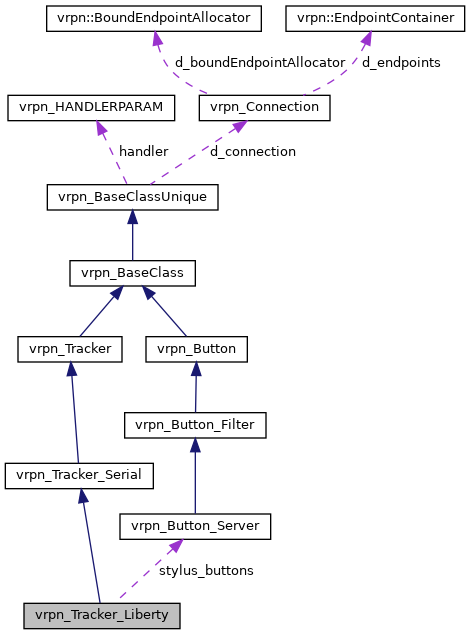 vrpn::BoundEndpointAllocator
vrpn::EndpointContainer
d_boundEndpointAllocator
d_endpoints
vrpn_HANDLERPARAM
vrpn_Connection
handler
d_connection
vrpn_BaseClassUnique
vrpn_BaseClass
vrpn_Tracker
vrpn_Button
vrpn_Button_Filter
vrpn_Tracker_Serial
vrpn_Button_Server
stylus_buttons
vrpn_Tracker_Liberty